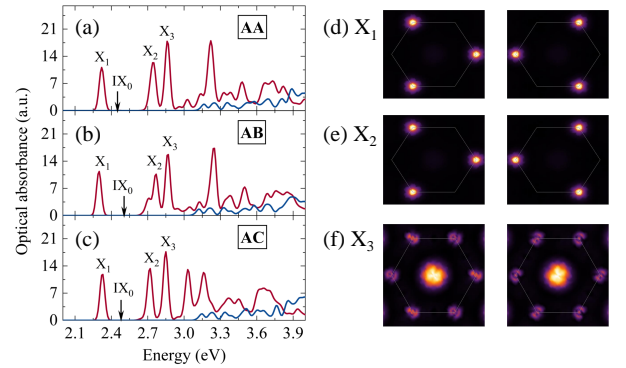 (a) AA
X₁ IX₀ X₂ X₃
21
14
7
0
(b) AB
X₁ IX₀ X₂ X₃
21
14
7
0
(c) AC
X₁ IX₀ X₂ X₃
21
14
7
0
2.1 2.4 2.7 3.0 3.3 3.6 3.9
Energy (eV)
Optical absorbance (a.u.)
(d) X₁
(e) X₂
(f) X₃